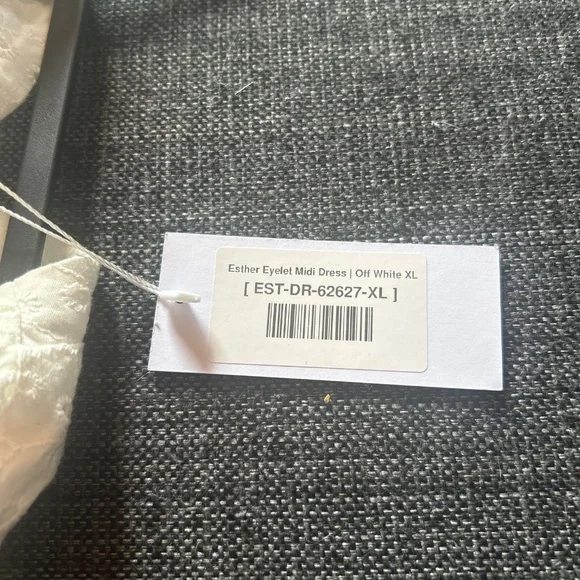 Esther Eyelet Midi Dress | Off White XL
[ EST-DR-62627-XL ]